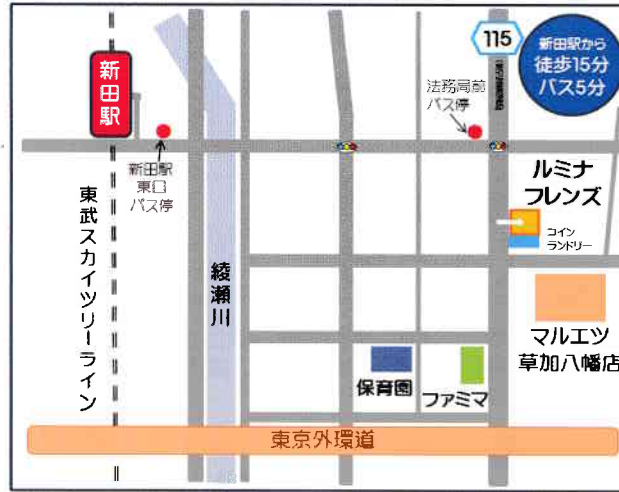 新田駅
115
新田駅から
徒歩15分
バス5分
法務局前
バス停
新田駅
東口
バス停
ルミナ
フレンズ
コイン
ランドリー
東武スカイツリーライン
綾瀬川
マルエツ
草加八幡店
保育園
ファミマ
東京外環道